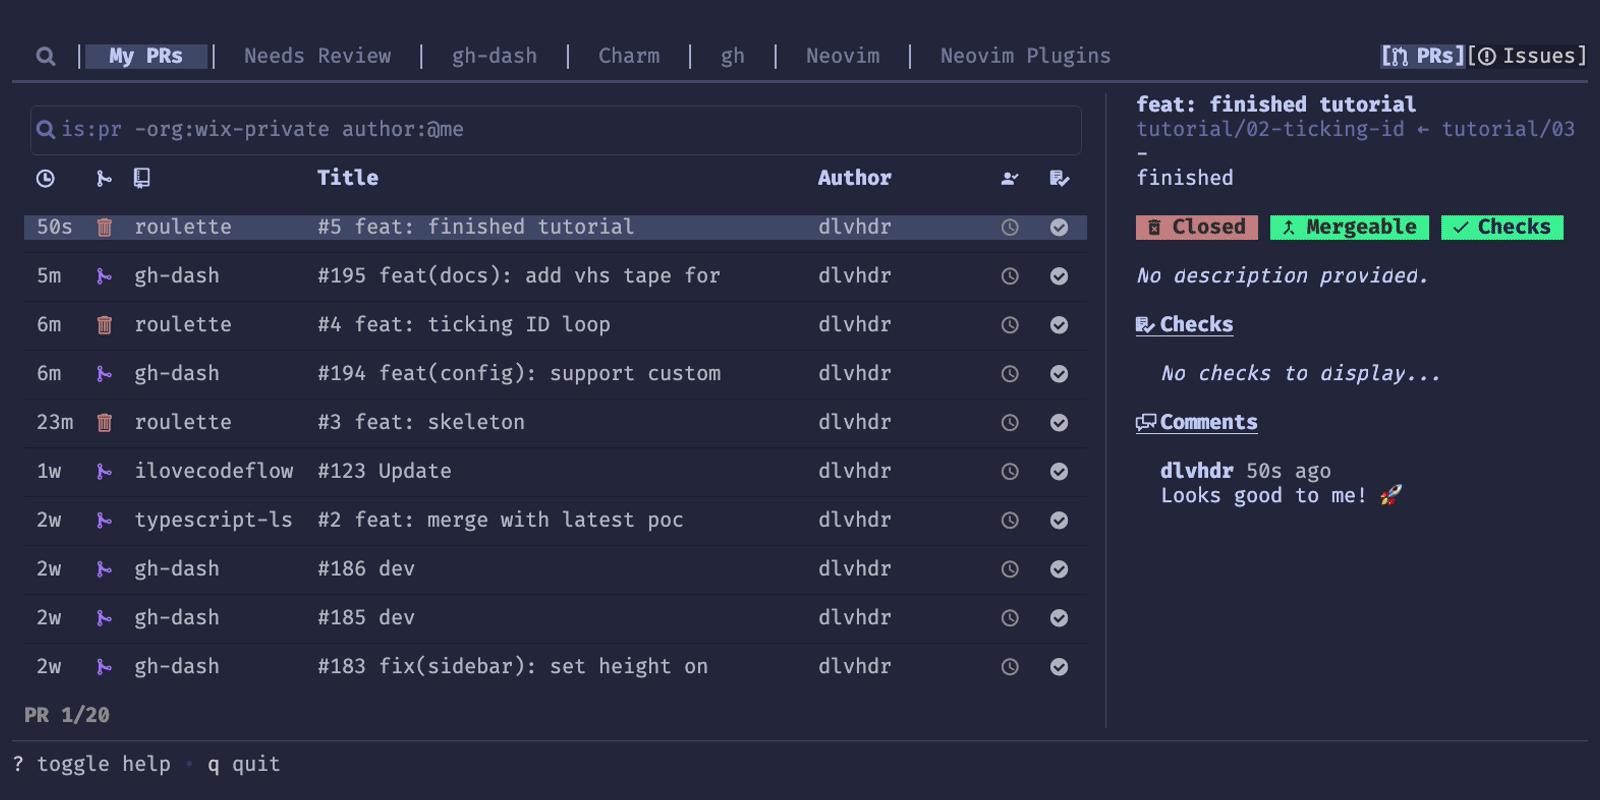 My PRs | Needs Review | gh-dash | Charm | gh | Neovim | Neovim Plugins [PRs][Issues]
is:pr -org:wix-private author:@me
Title Author
50s roulette #5 feat: finished tutorial dlvhdr
5m gh-dash #195 feat(docs): add vhs tape for dlvhdr
6m roulette #4 feat: ticking ID loop dlvhdr
6m gh-dash #194 feat(config): support custom dlvhdr
23m roulette #3 feat: skeleton dlvhdr
1w ilovecodeflow #123 Update dlvhdr
2w typescript-ls #2 feat: merge with latest poc dlvhdr
2w gh-dash #186 dev dlvhdr
2w gh-dash #185 dev dlvhdr
2w gh-dash #183 fix(sidebar): set height on dlvhdr
PR 1/20
feat: finished tutorial
tutorial/02-ticking-id ← tutorial/03
-
finished
Closed Mergeable Checks
No description provided.
Checks
No checks to display...
Comments
dlvhdr 50s ago
Looks good to me! 🚀
? toggle help • q quit